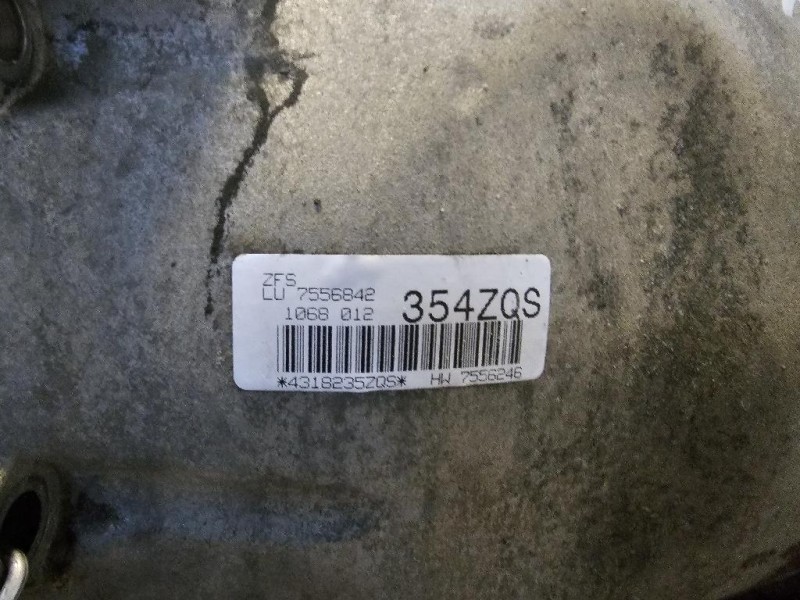 ZFS
LU 7556842
1068 012 354ZQS
*4318235ZQS* HW 7556246